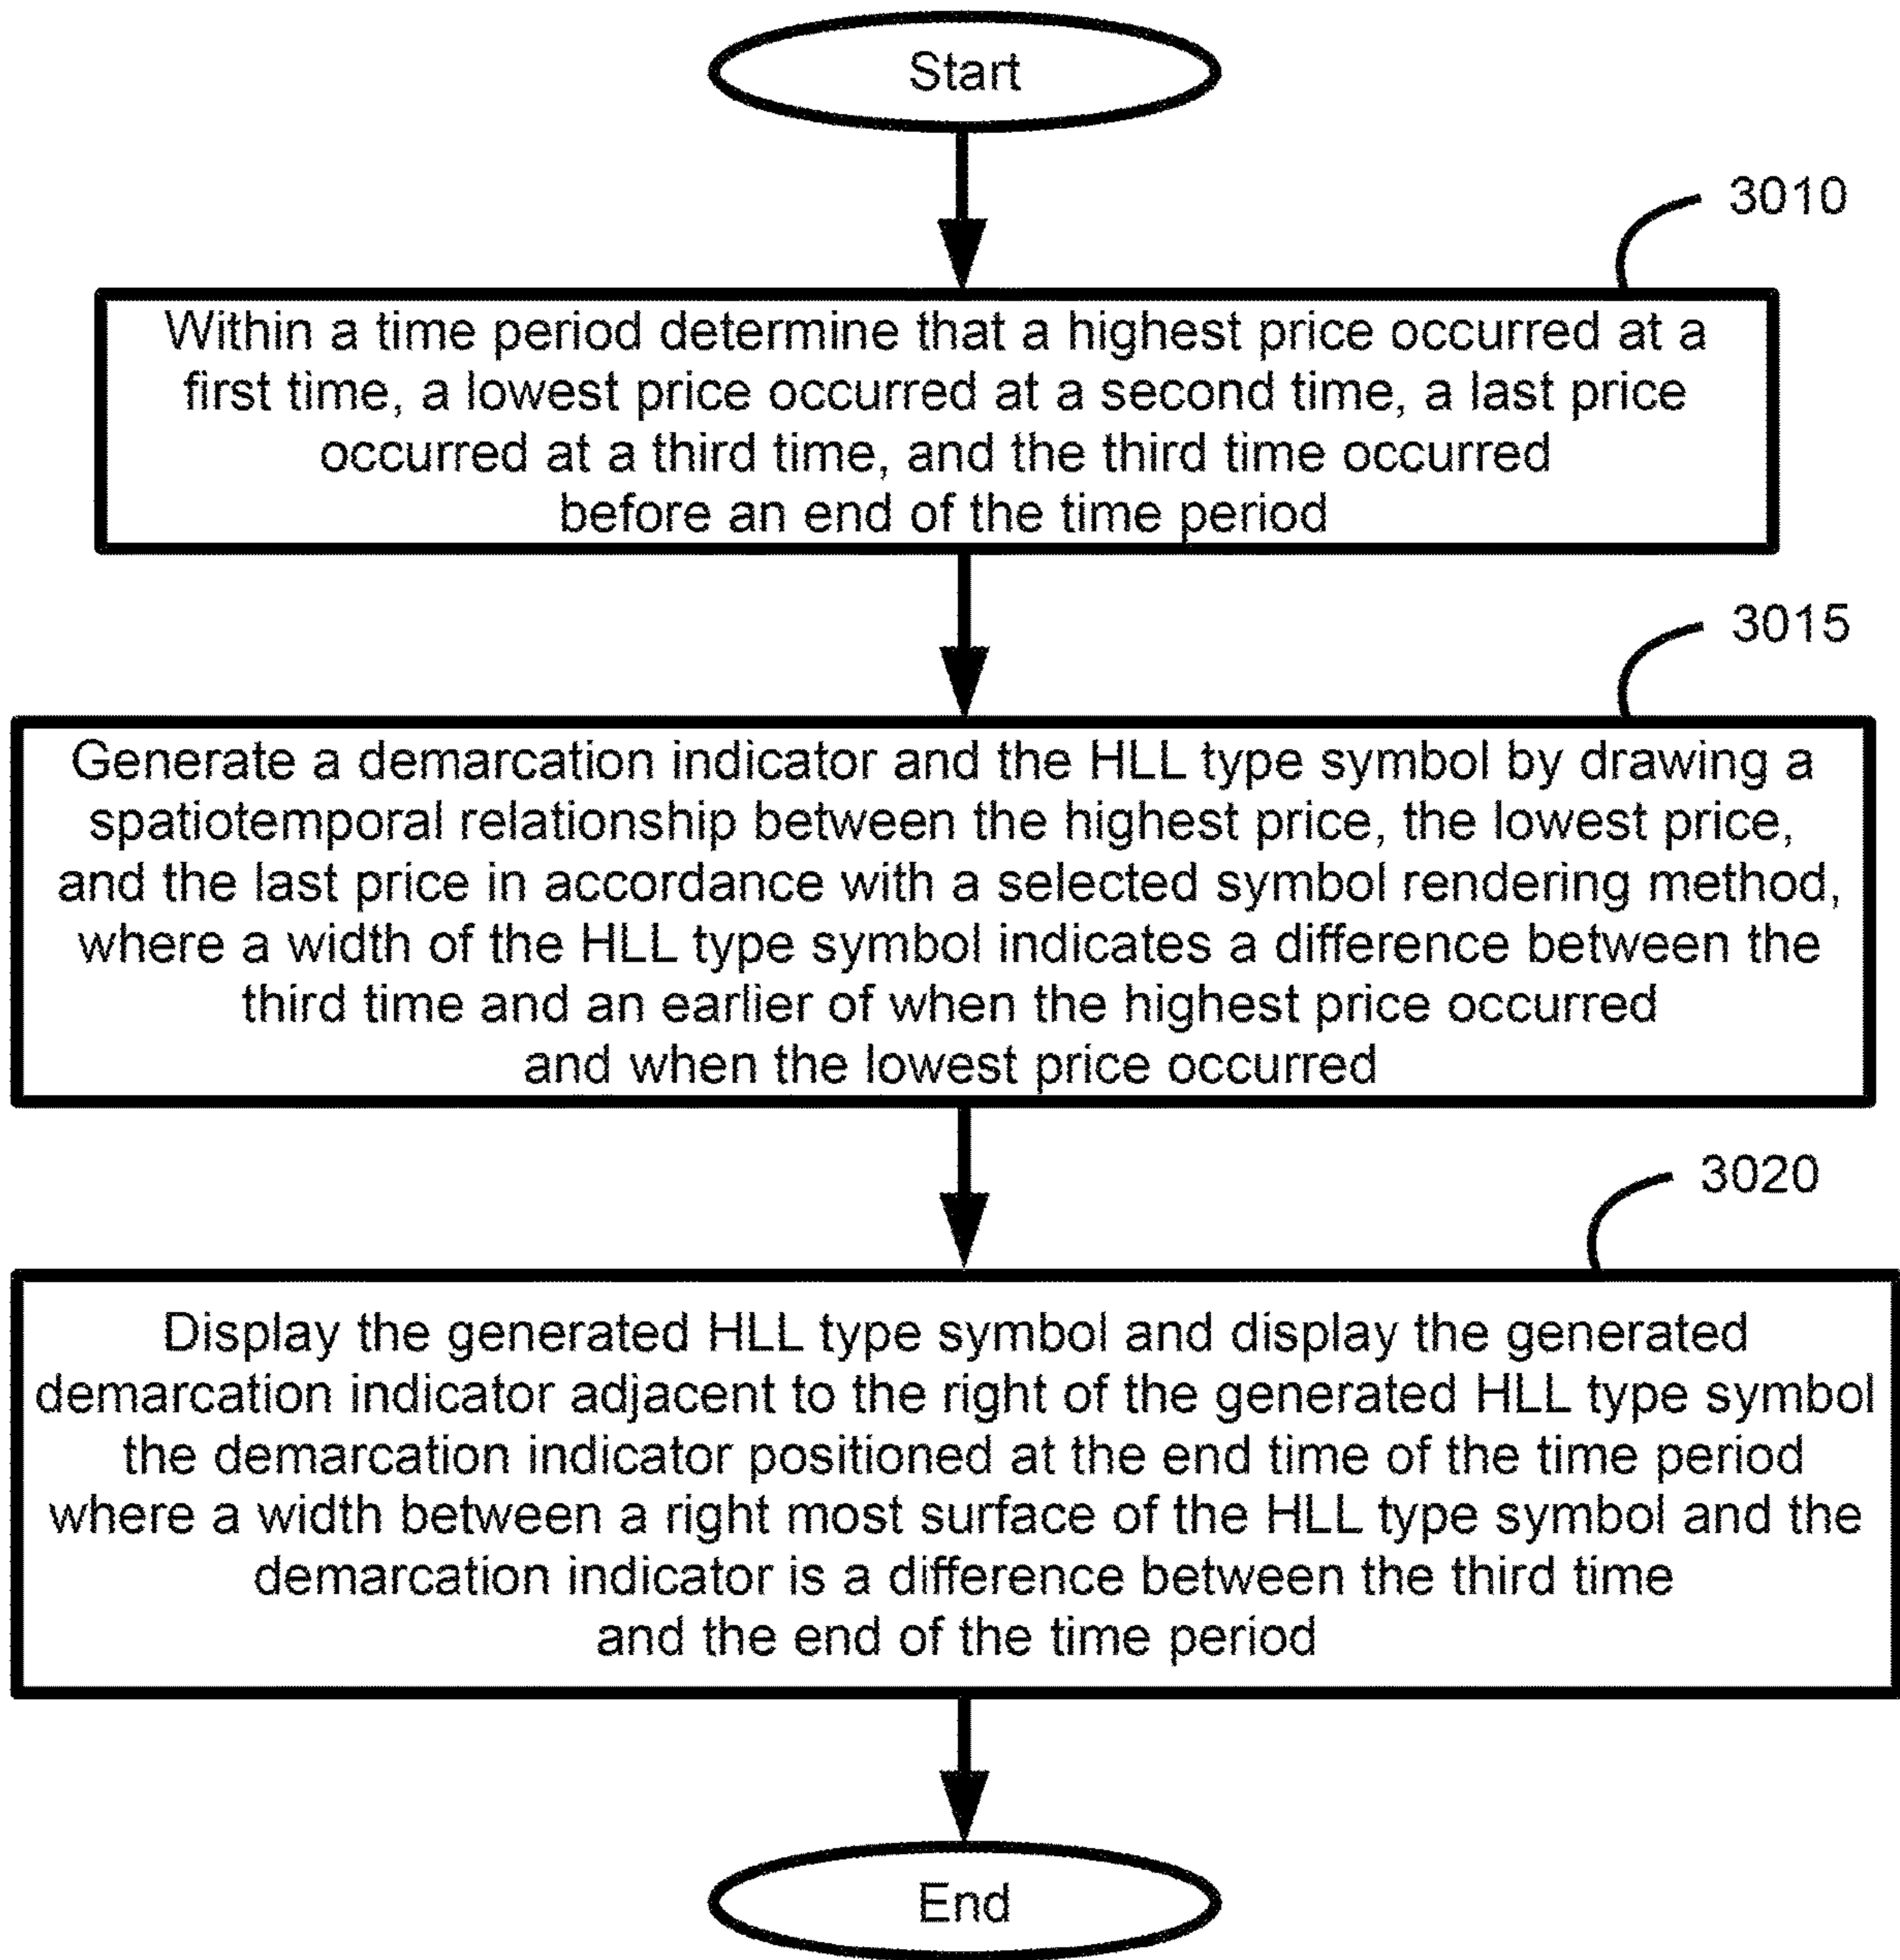 Start
3010
Within a time period determine that a highest price occurred at a
first time, a lowest price occurred at a second time, a last price
occurred at a third time, and the third time occurred
before an end of the time period
3015
Generate a demarcation indicator and the HLL type symbol by drawing a
spatiotemporal relationship between the highest price, the lowest price,
and the last price in accordance with a selected symbol rendering method,
where a width of the HLL type symbol indicates a difference between the
third time and an earlier of when the highest price occurred
and when the lowest price occurred
3020
Display the generated HLL type symbol and display the generated
demarcation indicator adjacent to the right of the generated HLL type symbol
the demarcation indicator positioned at the end time of the time period
where a width between a right most surface of the HLL type symbol and the
demarcation indicator is a difference between the third time
and the end of the time period
End